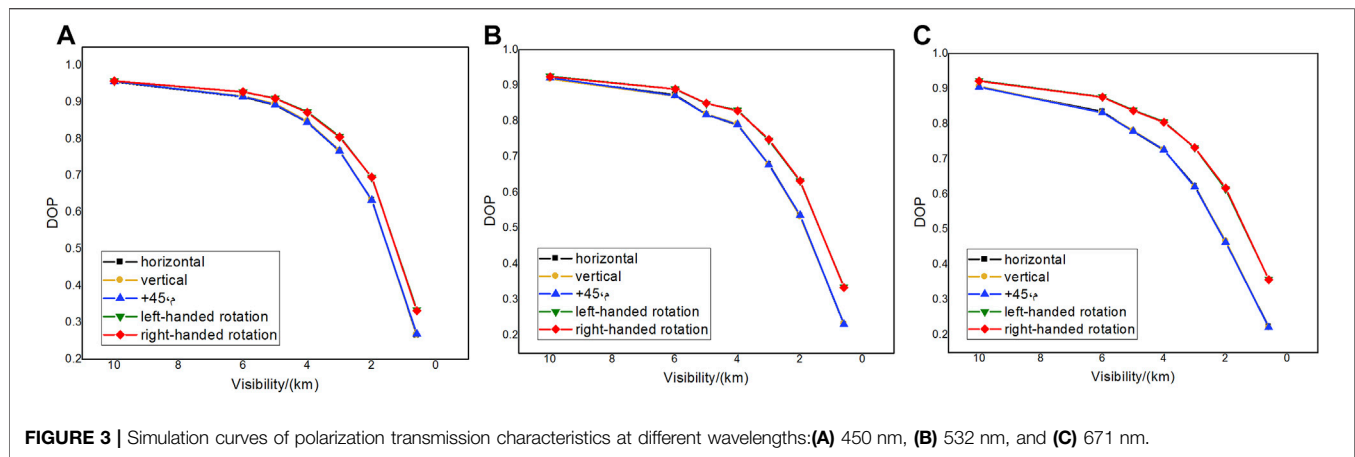 A
1.0
0.9
0.8
0.7
0.6
0.5
0.4
0.3
0.2
DOP
horizontal
vertical
left-handed rotation
right-handed rotation
10 8 6 4 2 0
Visibility/(km)
B
1.0
0.9
0.8
0.7
0.6
0.5
0.4
0.3
0.2
DOP
horizontal
vertical
+45
left-handed rotation
right-handed rotation
10 8 6 4 2 0
Visibility/(km)
C
1.0
0.9
0.8
0.7
0.6
0.5
0.4
0.3
0.2
DOP
horizontal
vertical
+45
left-handed rotation
right-handed rotation
10 8 6 4 2 0
Visibility/(km)
FIGURE 3 | Simulation curves of polarization transmission characteristics at different wavelengths:(A) 450 nm, (B) 532 nm, and (C) 671 nm.